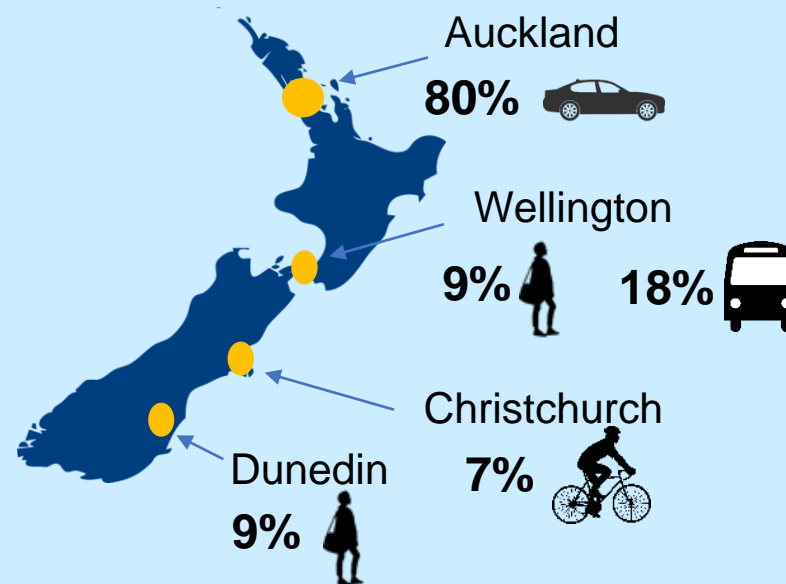 Auckland
80%
Wellington
9% 18%
Christchurch
7%
Dunedin
9%